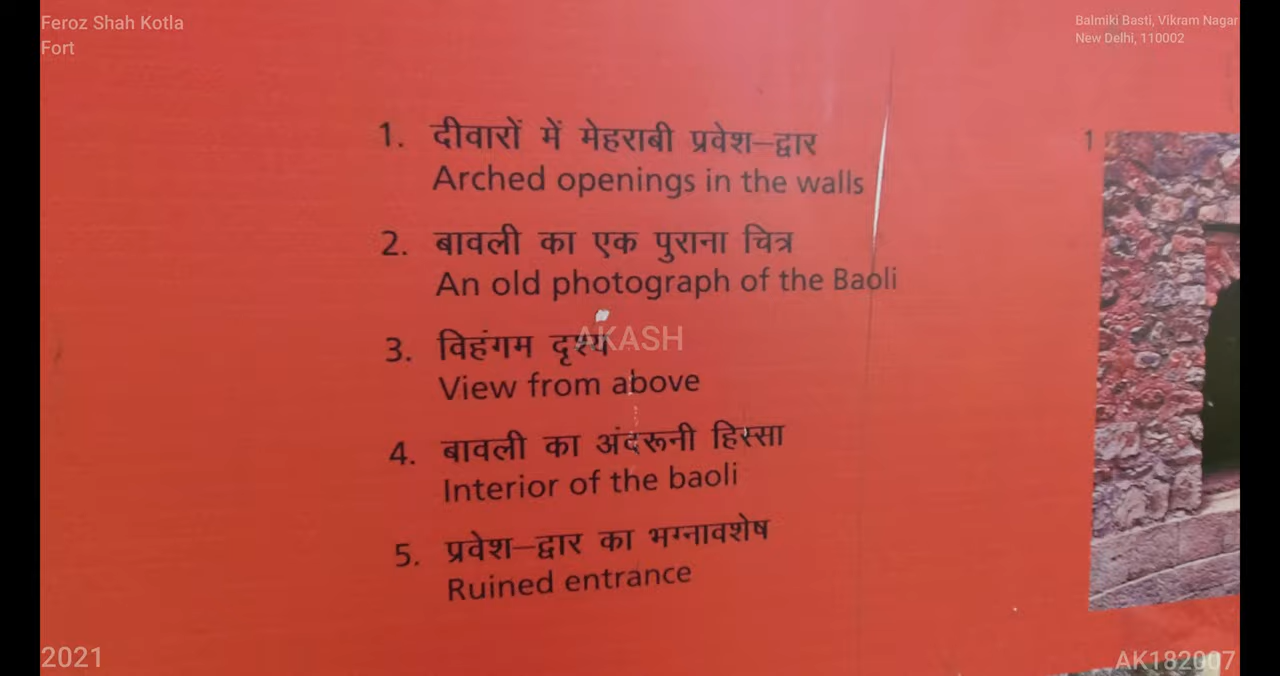 Feroz Shah Kotla
Fort
Balmiki Basti, Vikram Nagar
New Delhi, 110002
1. दीवारों में मेहराबी प्रवेश–द्वार
Arched openings in the walls
2. बावली का एक पुराना चित्र
An old photograph of the Baoli
3. विहंगम दृश्य
View from above
4. बावली का अंदरूनी हिस्सा
Interior of the baoli
5. प्रवेश–द्वार का भग्नावशेष
Ruined entrance
1
AKASH
2021
AK182007